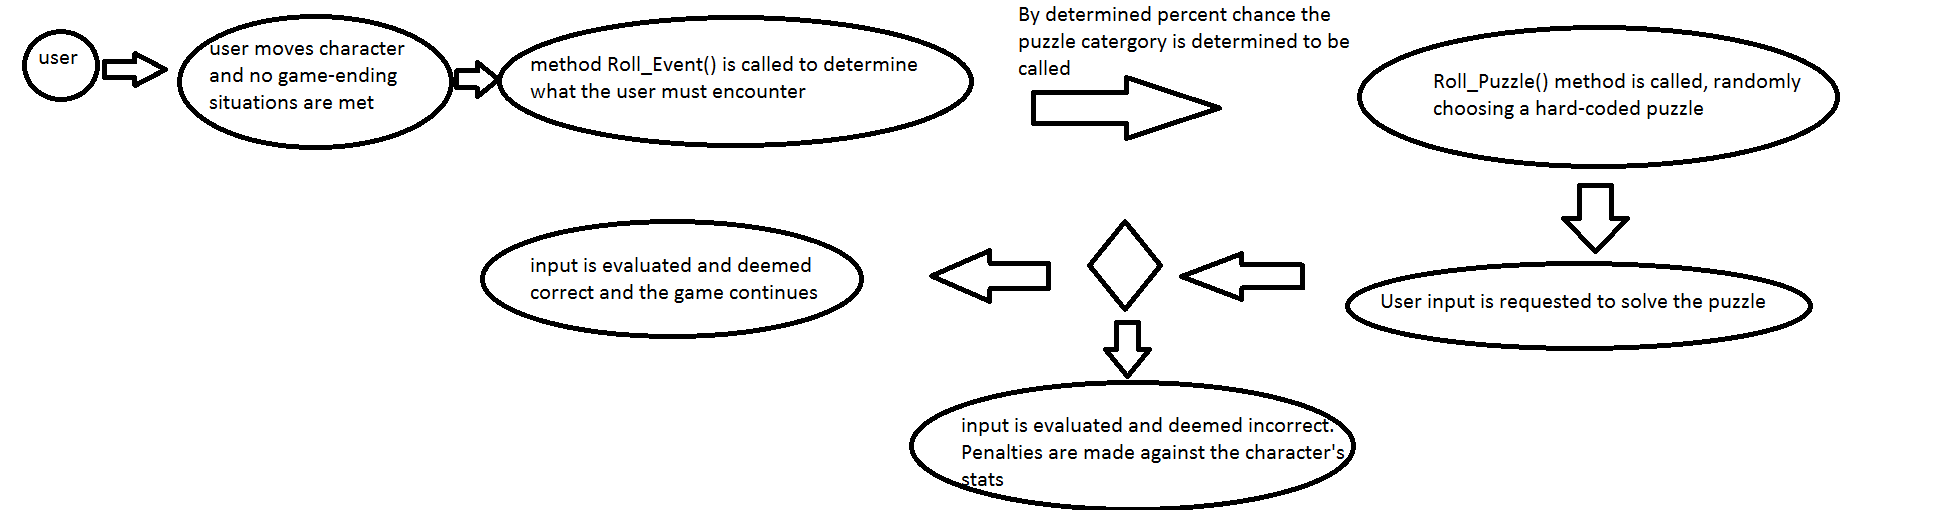 user
user moves character
and no game-ending
situations are met
method Roll_Event() is called to determine
what the user must encounter
By determined percent chance the
puzzle catergory is determined to be
called
Roll_Puzzle() method is called, randomly
choosing a hard-coded puzzle
User input is requested to solve the puzzle
input is evaluated and deemed
correct and the game continues
input is evaluated and deemed incorrect.
Penalties are made against the character's
stats